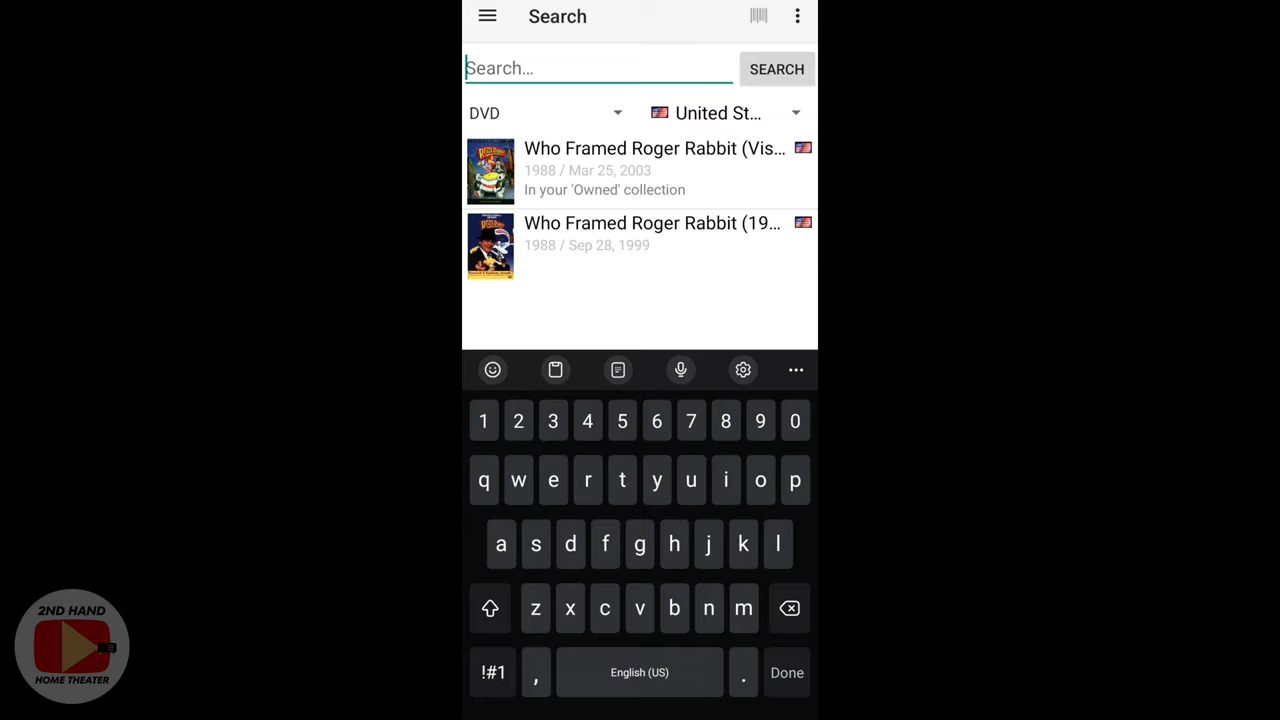 Search
Search...
SEARCH
DVD
United St...
Who Framed Roger Rabbit (Vis...
1988 / Mar 25, 2003
In your 'Owned' collection
Who Framed Roger Rabbit (19...
1988 / Sep 28, 1999
1 2 3 4 5 6 7 8 9 0
q w e r t y u i o p
a s d f g h j k l
z x c v b n m
!#1 , English (US) . Done
2ND HAND
HOME THEATER